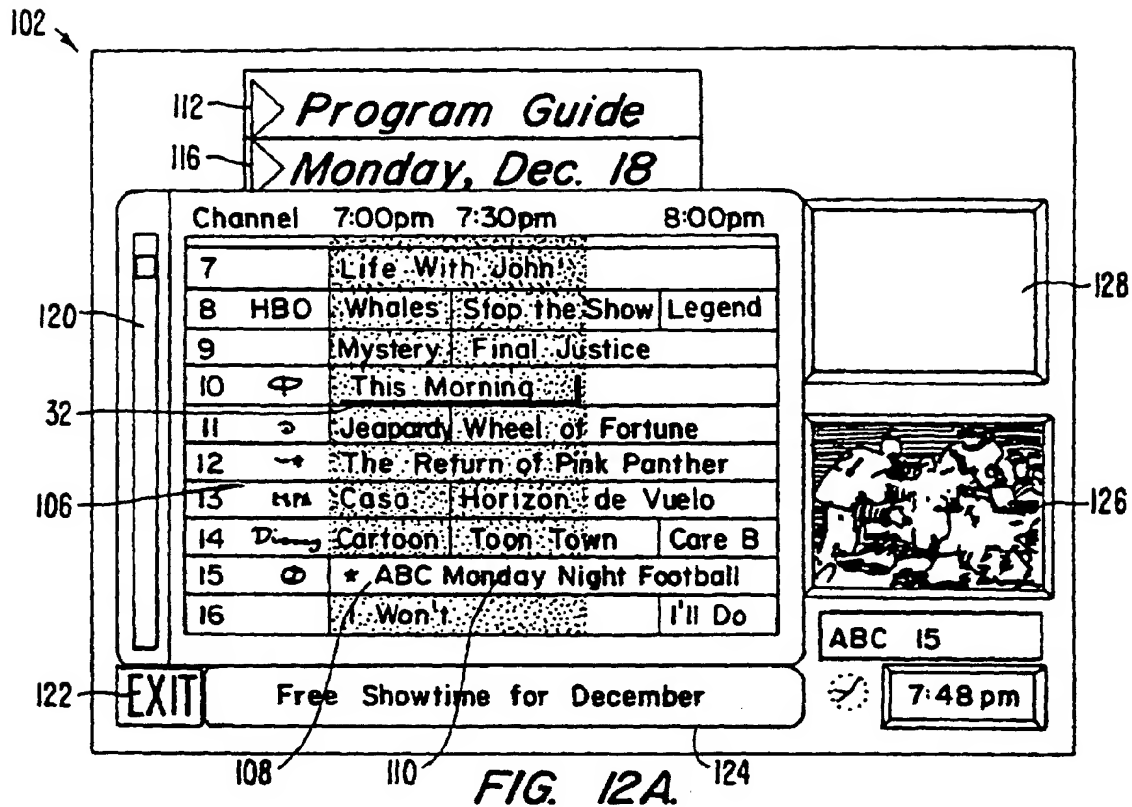 102
112 Program Guide
116 Monday, Dec. 18
Channel 7:00pm 7:30pm 8:00pm
7 Life With John'
8 HBO Whales Stop the Show Legend
9 Mystery Final Justice
10 This Morning
11 Jeapardy Wheel of Fortune
12 The Return of Pink Panther
13 Casa Horizon de Vuelo
14 Disney Cartoon Toon Town Care B
15 * ABC Monday Night Football
16 I Won't I'll Do
120
32
106
128
126
ABC 15
122 EXIT Free Showtime for December 7:48 pm
108 110 124
FIG. 12A.